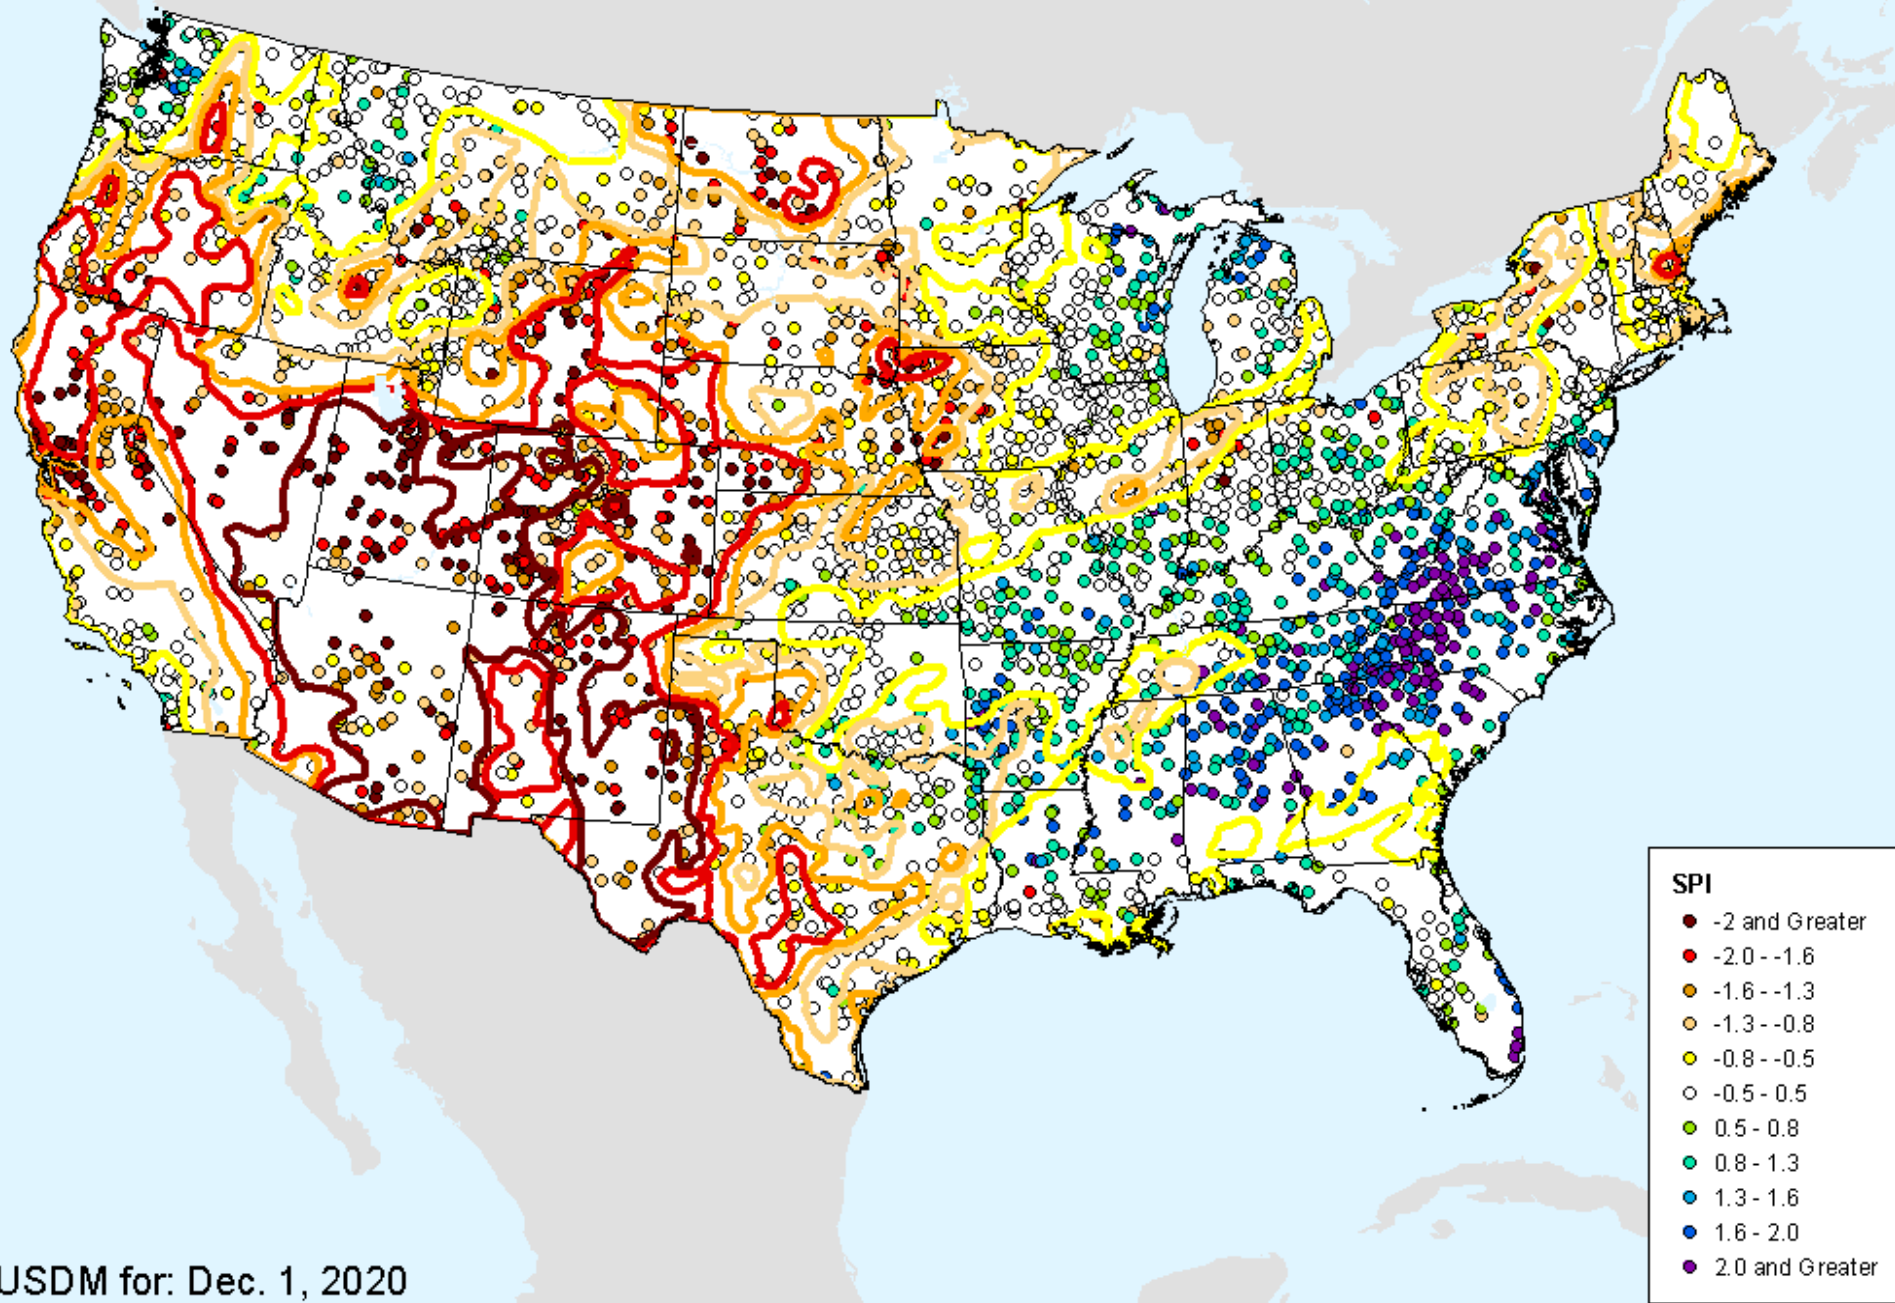 SPI
-2 and Greater
-2.0 - -1.6
-1.6 - -1.3
-1.3 - -0.8
-0.8 - -0.5
-0.5 - 0.5
0.5 - 0.8
0.8 - 1.3
1.3 - 1.6
1.6 - 2.0
2.0 and Greater
USDM for: Dec. 1, 2020